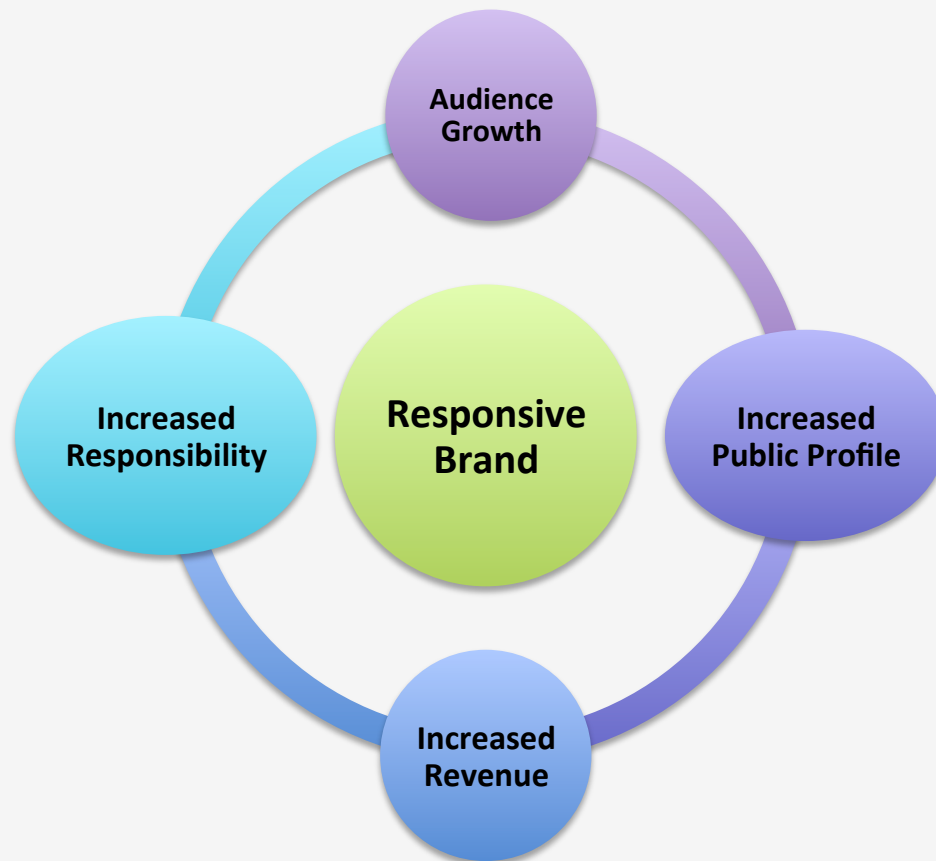 Audience
Growth
Increased
Responsibility
Responsive
Brand
Increased
Public Profile
Increased
Revenue